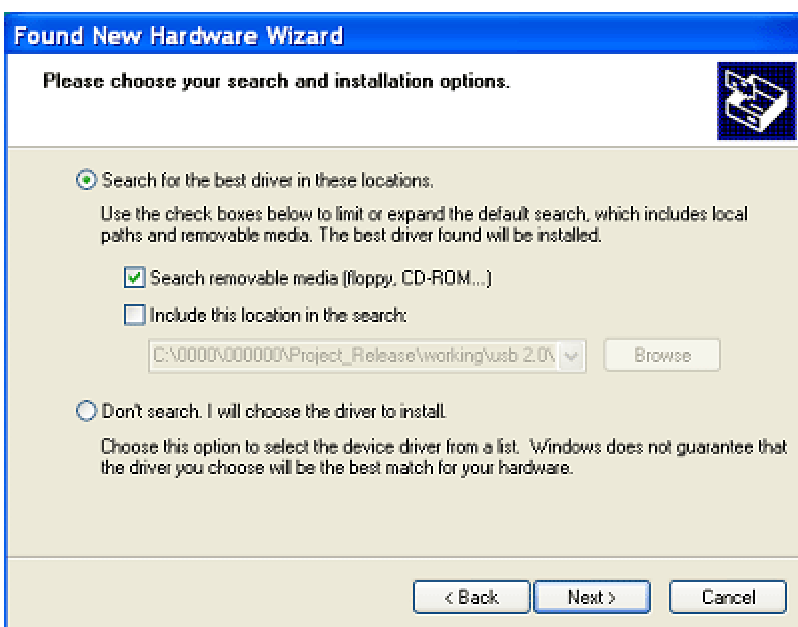 Found New Hardware Wizard
Please choose your search and installation options.
Search for the best driver in these locations.
Use the check boxes below to limit or expand the default search, which includes local
paths and removable media. The best driver found will be installed.
Search removable media (floppy, CD-ROM...)
Include this location in the search:
C:\0000\000000\Project_Release\working\usb 2.0\
Browse
Don't search. I will choose the driver to install.
Choose this option to select the device driver from a list. Windows does not guarantee that
the driver you choose will be the best match for your hardware.
< Back
Next >
Cancel